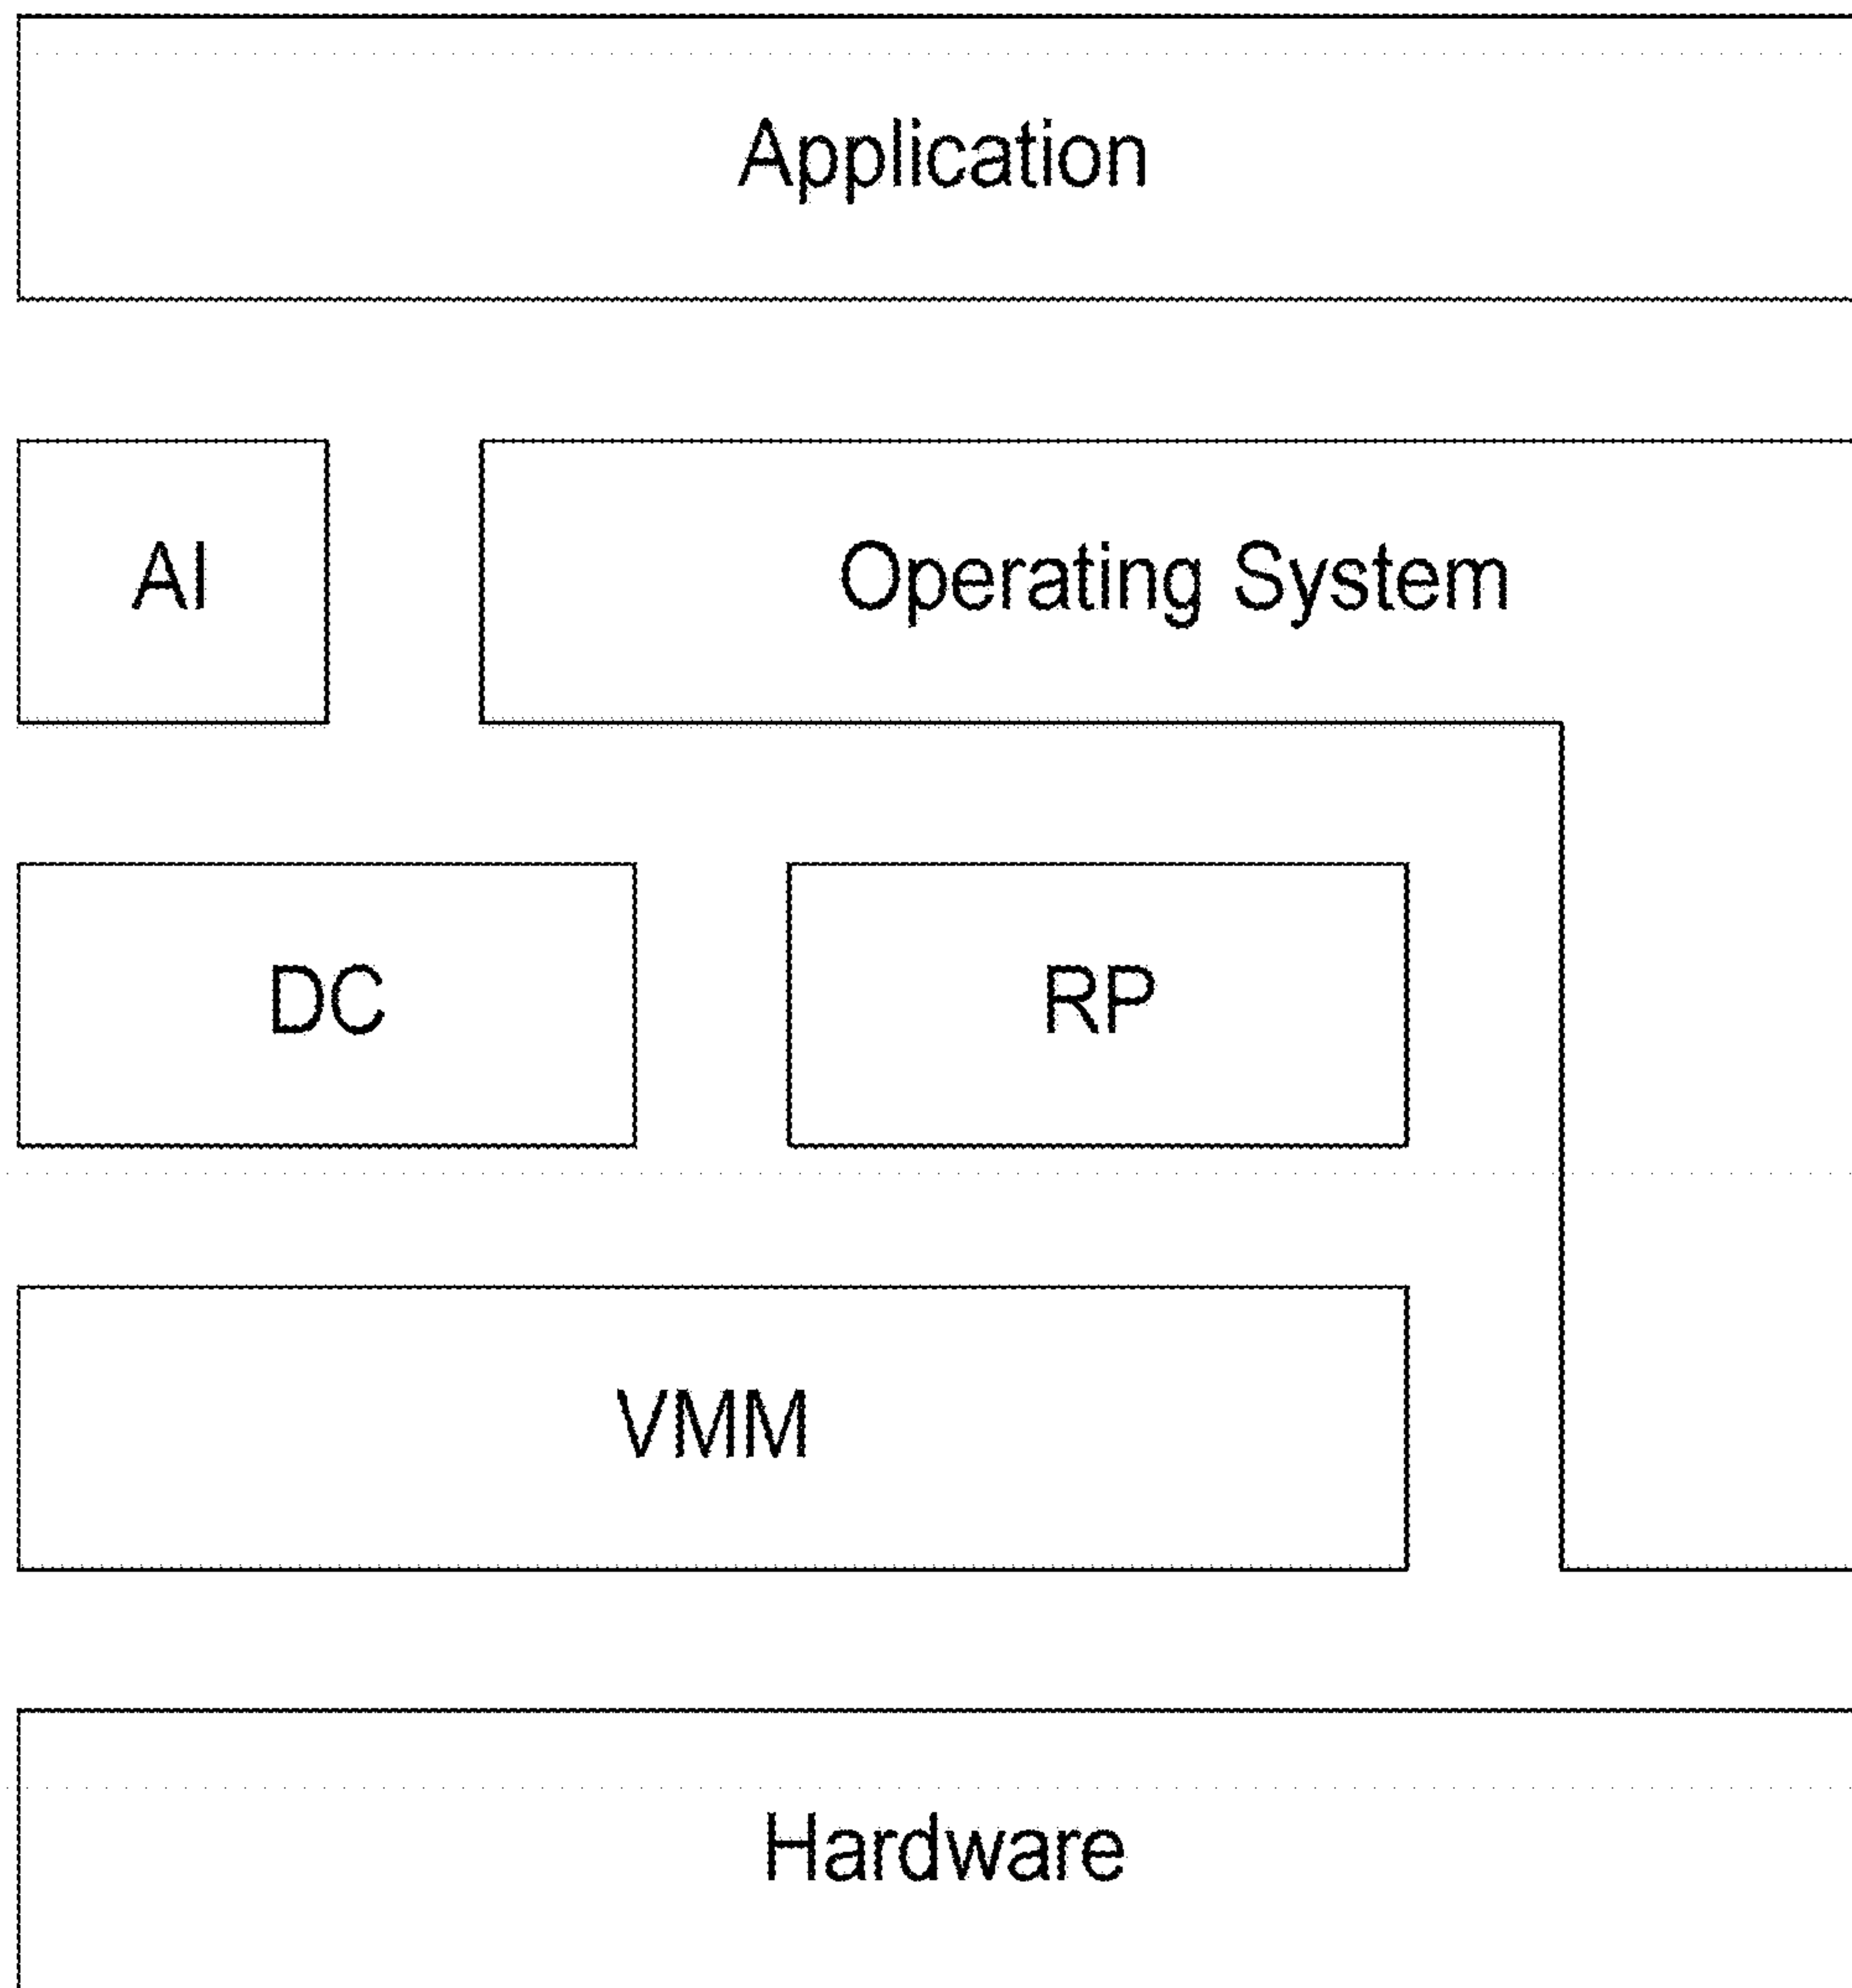 Application
AI
Operating System
DC
RP
VMM
Hardware